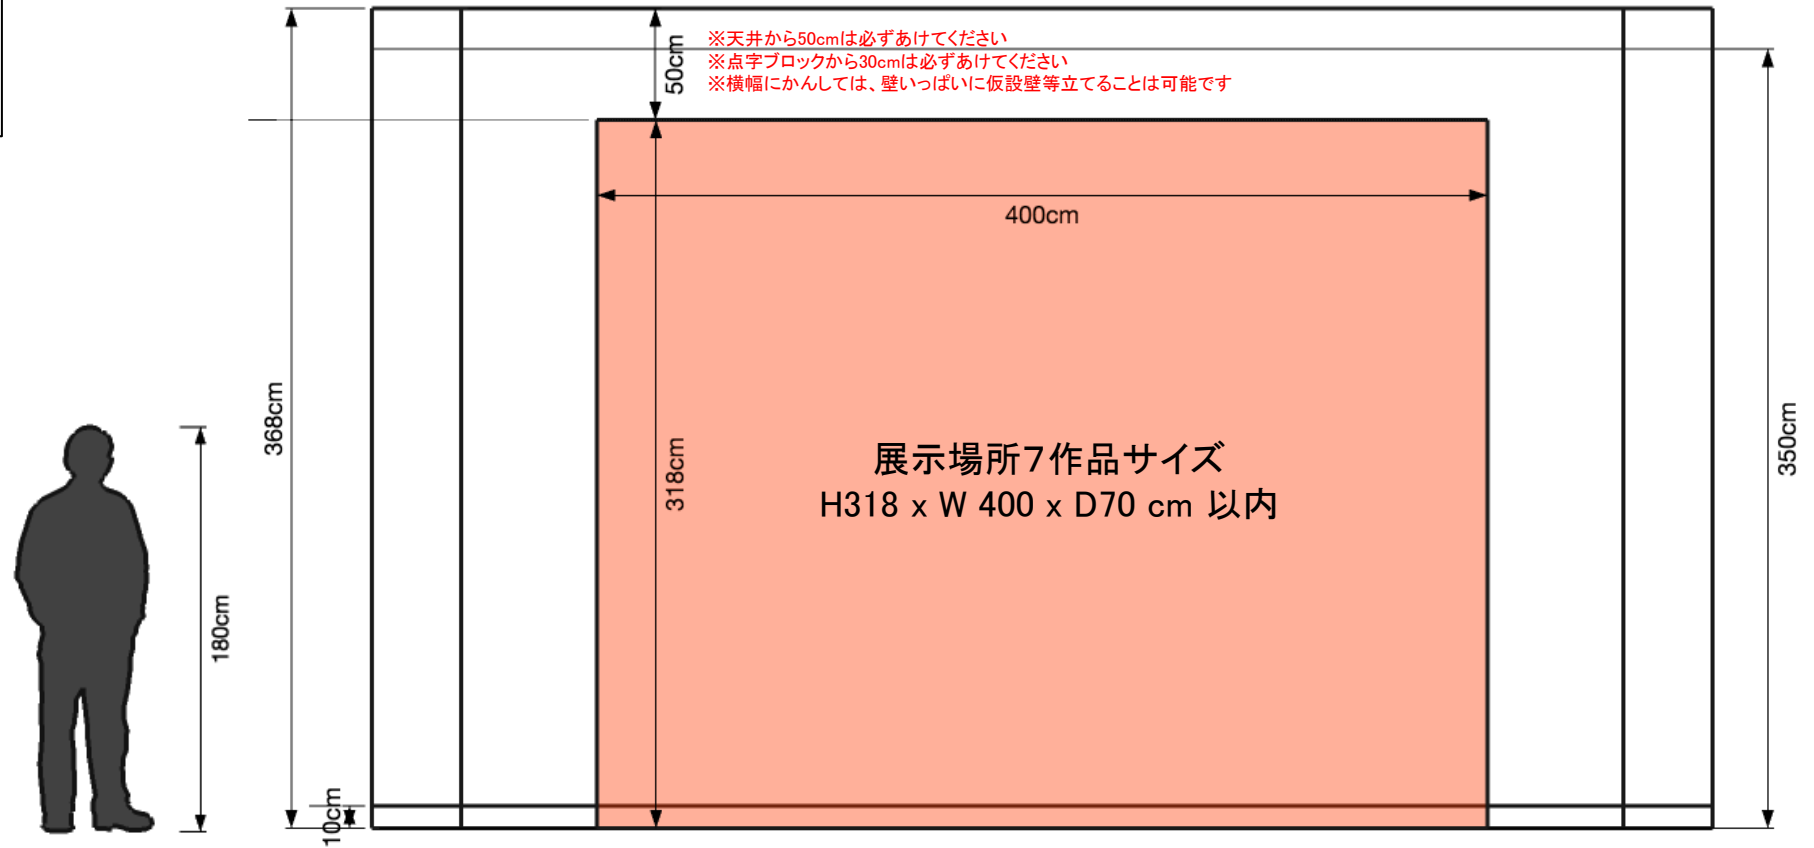 ※天井から50cmは必ずあけてください
※点字ブロックから30cmは必ずあけてください
※横幅にかんしては、壁いっぱいに仮設壁等立てることは可能です
50cm
400cm
368cm
318cm
350cm
展示場所7作品サイズ
H318 x W 400 x D70 cm 以内
180cm
10cm